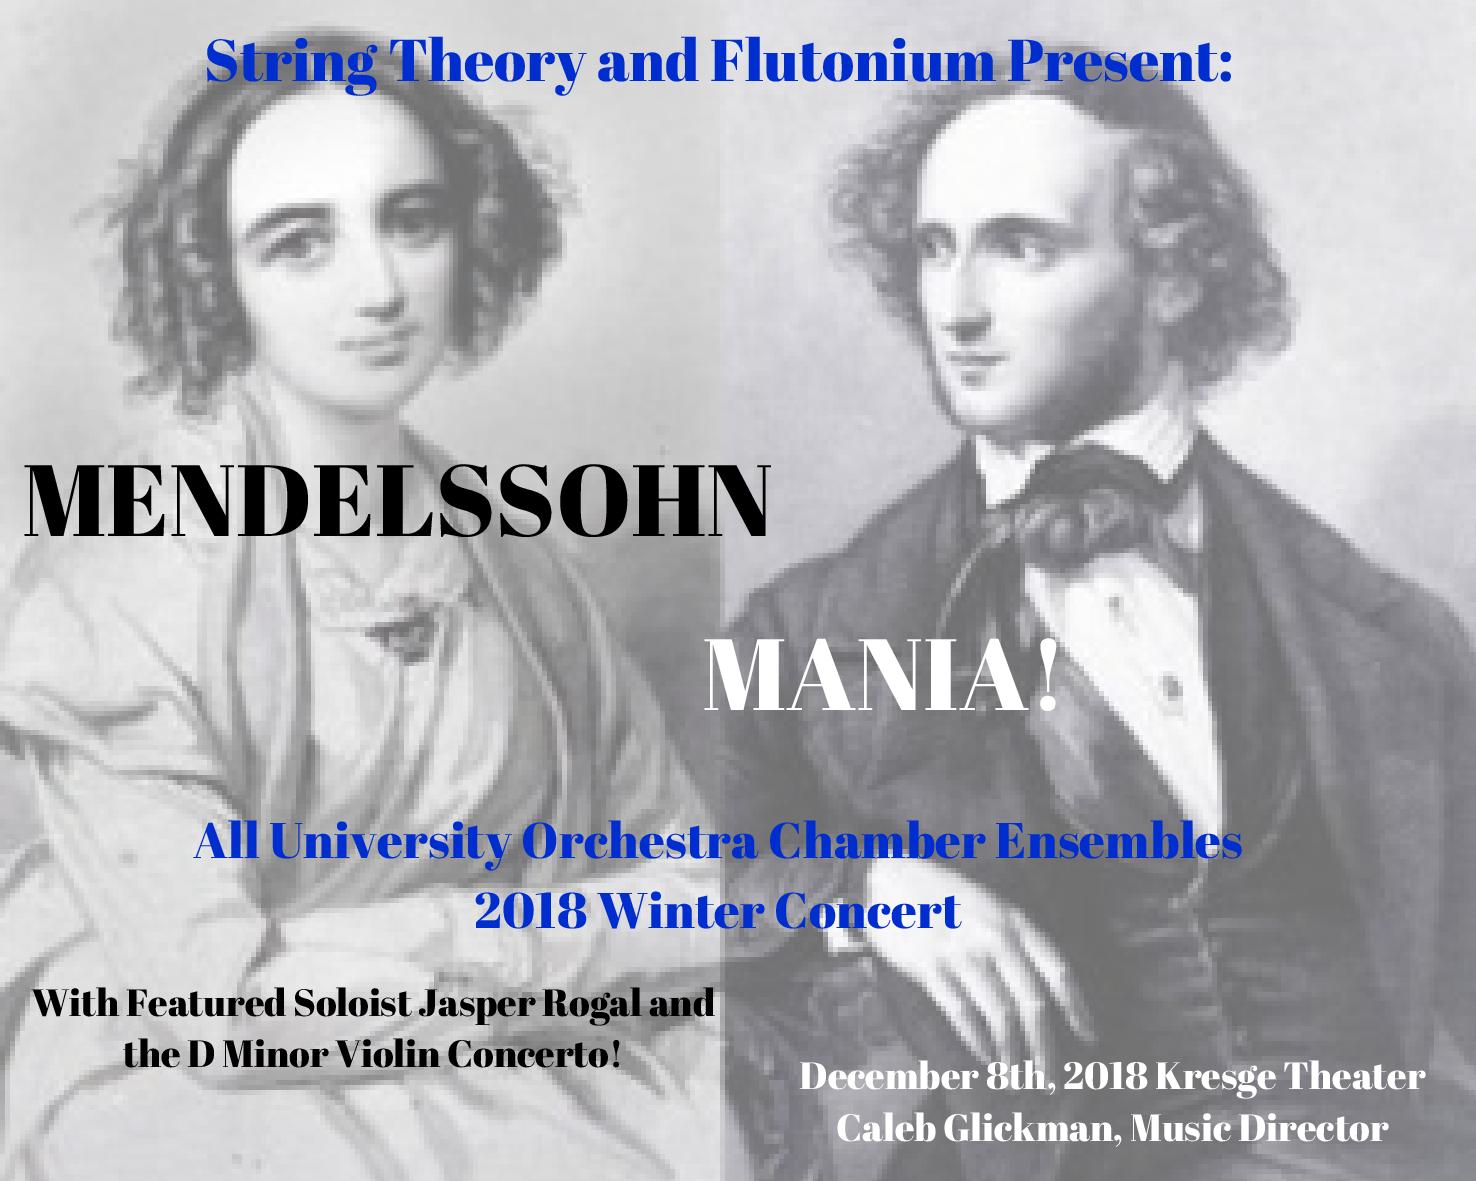 String Theory and Flutonium Present:
MENDELSSOHN
MANIA!
All University Orchestra Chamber Ensembles
2018 Winter Concert
With Featured Soloist Jasper Rogal and
the D Minor Violin Concerto!
December 8th, 2018 Kresge Theater
Caleb Glickman, Music Director